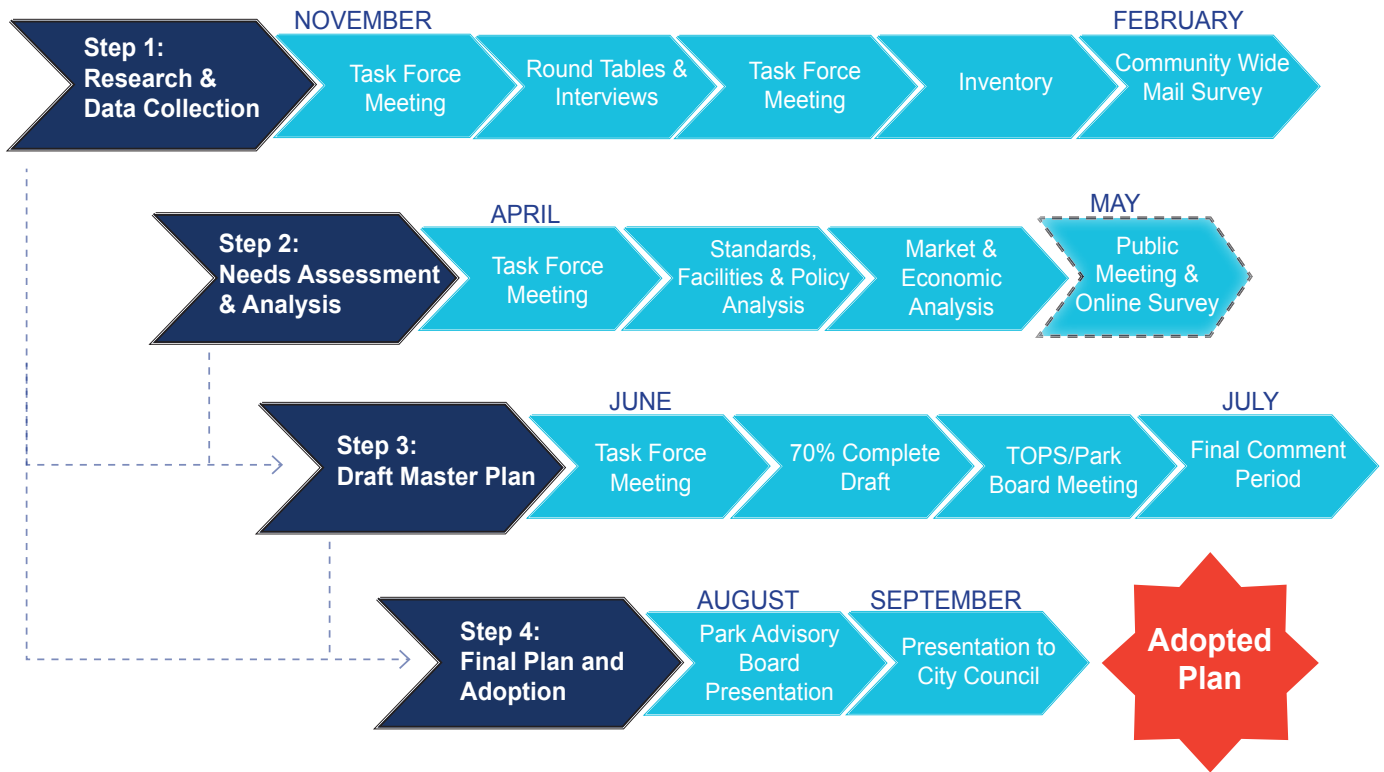 NOVEMBER
FEBRUARY
Step 1:
Research &
Data Collection
Task Force
Meeting
Round Tables &
Interviews
Task Force
Meeting
Inventory
Community Wide
Mail Survey
APRIL
MAY
Step 2:
Needs Assessment
& Analysis
Task Force
Meeting
Standards,
Facilities & Policy
Analysis
Market &
Economic
Analysis
Public
Meeting &
Online Survey
JUNE
JULY
Step 3:
Draft Master Plan
Task Force
Meeting
70% Complete
Draft
TOPS/Park
Board Meeting
Final Comment
Period
AUGUST
SEPTEMBER
Step 4:
Final Plan and
Adoption
Park Advisory
Board
Presentation
Presentation to
City Council
Adopted
Plan